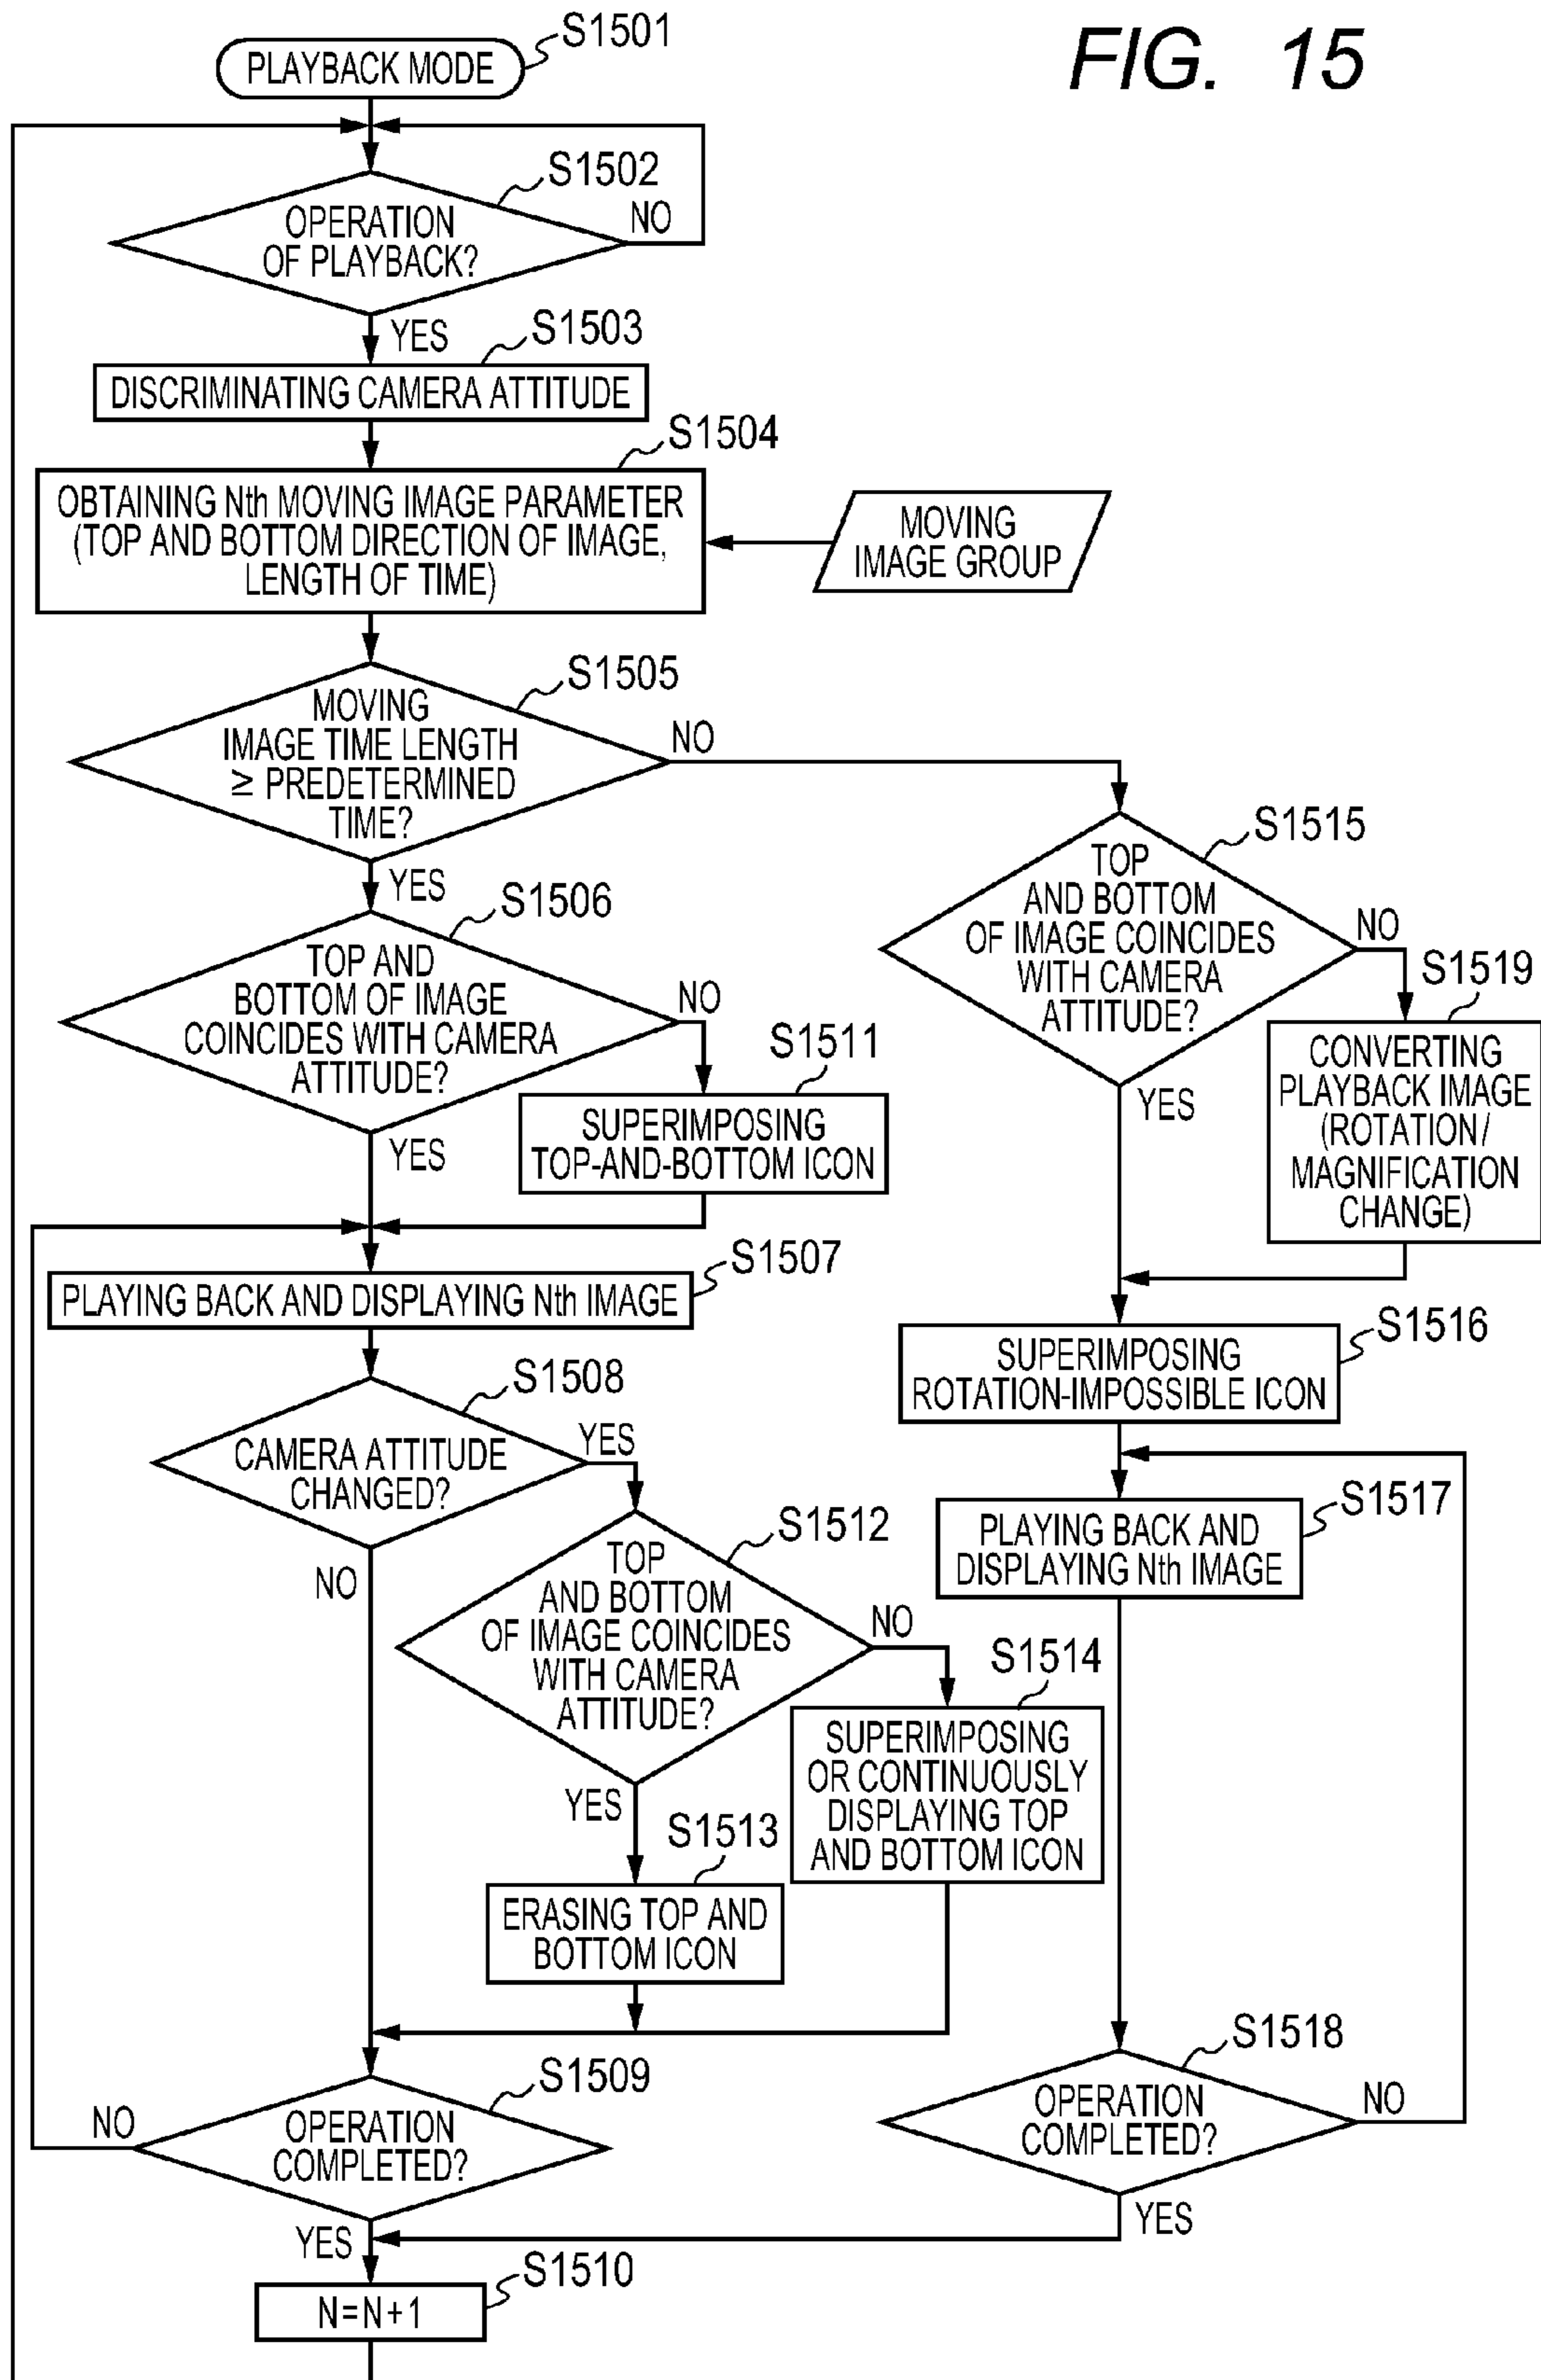 FIG. 15
S1501
PLAYBACK MODE
S1502
OPERATION
OF PLAYBACK?
NO
YES
S1503
DISCRIMINATING CAMERA ATTITUDE
S1504
OBTAINING Nth MOVING IMAGE PARAMETER
(TOP AND BOTTOM DIRECTION OF IMAGE,
LENGTH OF TIME)
MOVING
IMAGE GROUP
S1505
MOVING
IMAGE TIME LENGTH
≥ PREDETERMINED
TIME?
NO
YES
S1506
TOP AND
BOTTOM OF IMAGE
COINCIDES WITH CAMERA
ATTITUDE?
NO
YES
S1511
SUPERIMPOSING
TOP-AND-BOTTOM ICON
S1507
PLAYING BACK AND DISPLAYING Nth IMAGE
S1508
CAMERA ATTITUDE
CHANGED?
YES
NO
S1512
TOP
AND BOTTOM
OF IMAGE COINCIDES
WITH CAMERA
ATTITUDE?
NO
YES
S1514
SUPERIMPOSING
OR CONTINUOUSLY
DISPLAYING TOP
AND BOTTOM ICON
S1513
ERASING TOP AND
BOTTOM ICON
S1509
OPERATION
COMPLETED?
NO
YES
S1510
N=N+1
S1515
TOP
AND BOTTOM
OF IMAGE COINCIDES
WITH CAMERA
ATTITUDE?
NO
YES
S1519
CONVERTING
PLAYBACK IMAGE
(ROTATION/
MAGNIFICATION
CHANGE)
S1516
SUPERIMPOSING
ROTATION-IMPOSSIBLE ICON
S1517
PLAYING BACK AND
DISPLAYING Nth IMAGE
S1518
OPERATION
COMPLETED?
NO
YES